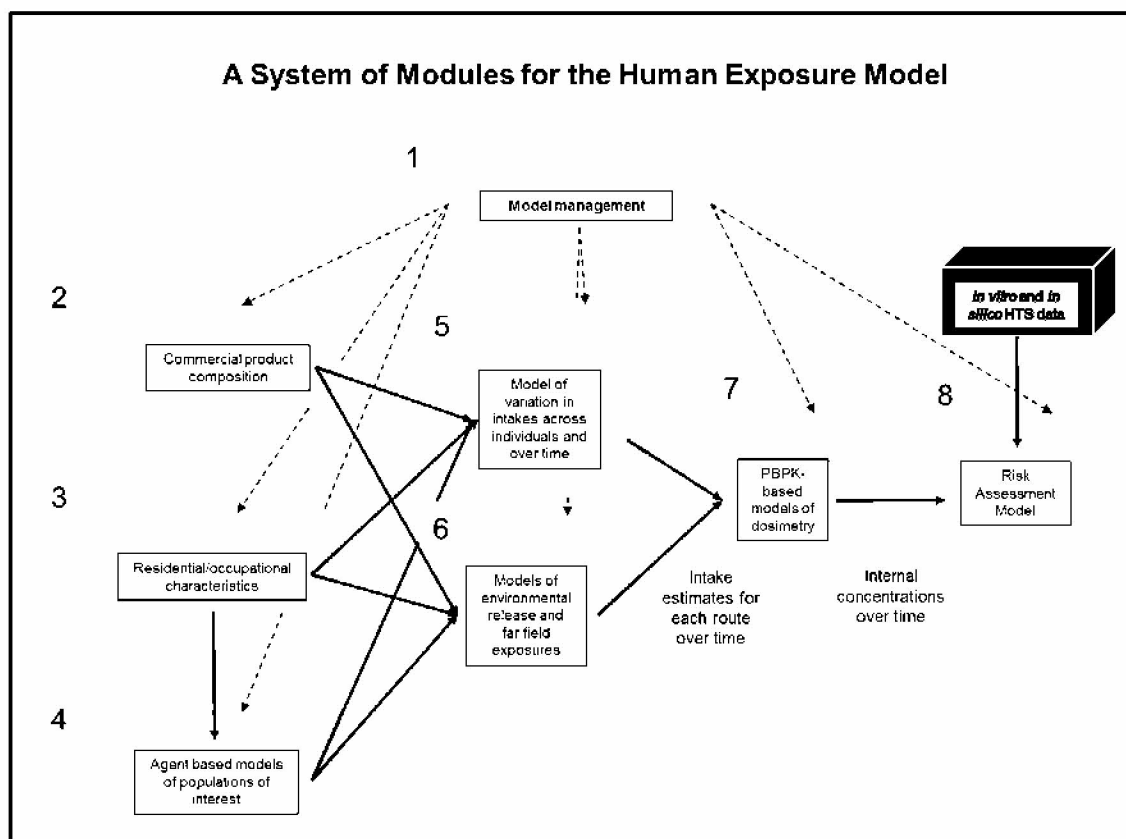 A System of Modules for the Human Exposure Model
1
Model management
2
Commercial product
composition
5
Model of
variation in
intakes across
individuals and
over time
in vitro and in
silico HTS data
7
8
3
Residential/occupational
characteristics
6
Models of
environmental
release and
far field
exposures
PBPK-
based
models of
dosimetry
Risk
Assessment
Model
Intake
estimates for
each route
over time
Internal
concentrations
over time
4
Agent based models
of populations of
interest